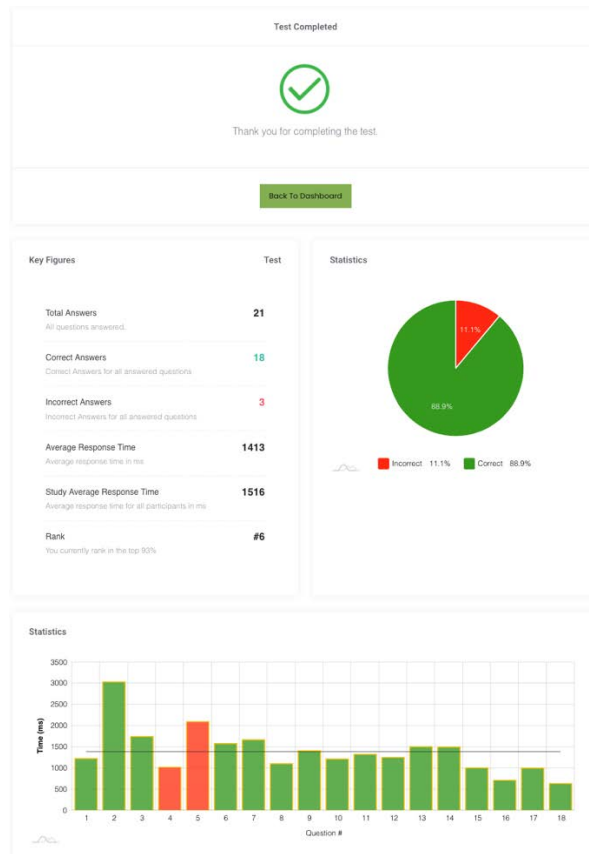 Test Completed
Thank you for completing the test.
Back To Dashboard
Key Figures Test
Total Answers 21
All questions answered.
Correct Answers 18
Correct Answers for all answered questions
Incorrect Answers 3
Incorrect Answers for all answered questions
Average Response Time 1413
Average response time in ms
Study Average Response Time 1516
Average response time for all participants in ms
Rank #6
You currently rank in the top 93%
Statistics
11.1%
88.9%
Incorrect 11.1% Correct 88.9%
Statistics
Time (ms)
3500
3000
2500
2000
1500
1000
500
0
1 2 3 4 5 6 7 8 9 10 11 12 13 14 15 16 17 18
Question #